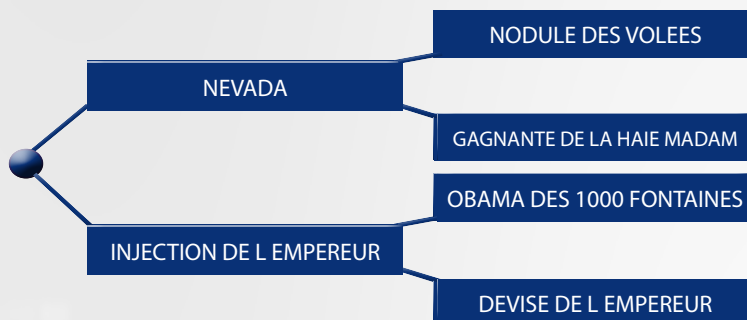 NODULE DES VOLEES
NEVADA
GAGNANTE DE LA HAIE MADAM
OBAMA DES 1000 FONTAINES
INJECTION DE L EMPEREUR
DEVISE DE L EMPEREUR